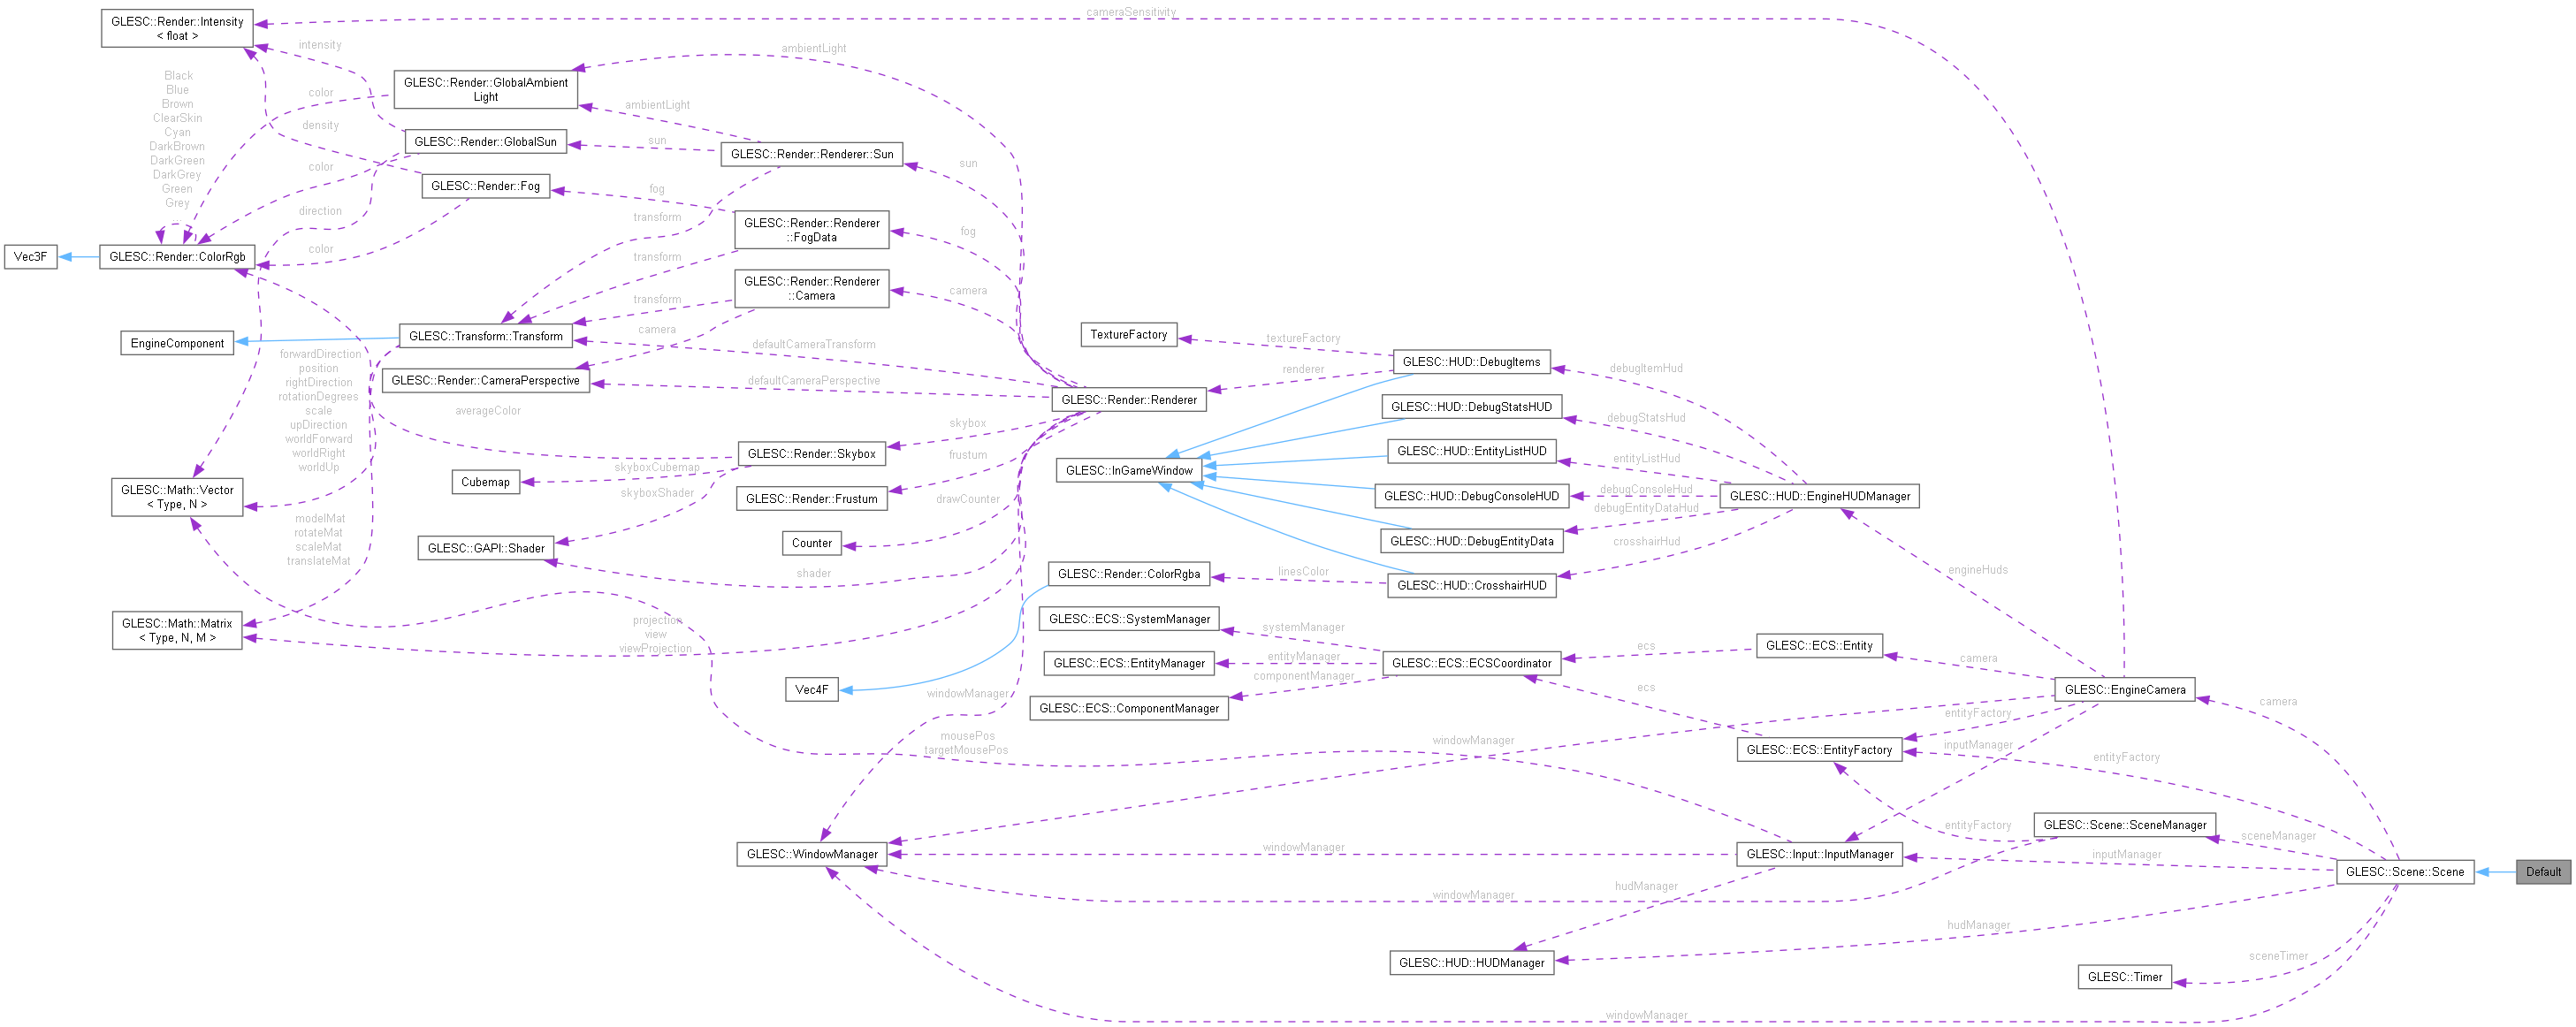 cameraSensitivity
GLESC::Render::Intensity
< float >
intensity
ambientLight
Black
Blue
Brown
ClearSkin
Cyan
DarkBrown
DarkGreen
DarkGrey
Green
Grey
...
color
GLESC::Render::GlobalAmbient
Light
ambientLight
density
GLESC::Render::GlobalSun
sun
GLESC::Render::Renderer::Sun
sun
color
GLESC::Render::Fog
fog
direction
transform
GLESC::Render::Renderer
::FogData
fog
Vec3F
GLESC::Render::ColorRgb
color
transform
GLESC::Render::Renderer
::Camera
camera
transform
EngineComponent
GLESC::Transform::Transform
camera
defaultCameraTransform
TextureFactory
textureFactory
GLESC::HUD::DebugItems
debugItemHud
forwardDirection
position
rightDirection
rotationDegrees
scale
upDirection
worldForward
worldRight
worldUp
GLESC::Render::CameraPerspective
defaultCameraPerspective
GLESC::Render::Renderer
renderer
GLESC::HUD::DebugStatsHUD
debugStatsHud
averageColor
skybox
GLESC::Render::Skybox
frustum
GLESC::InGameWindow
GLESC::HUD::EntityListHUD
entityListHud
Cubemap
skyboxCubemap
skyboxShader
GLESC::Math::Vector
< Type, N >
GLESC::Render::Frustum
drawCounter
GLESC::HUD::DebugConsoleHUD
debugConsoleHud
debugEntityDataHud
GLESC::HUD::EngineHUDManager
modelMat
rotateMat
scaleMat
translateMat
GLESC::GAPI::Shader
Counter
shader
GLESC::HUD::DebugEntityData
crosshairHud
GLESC::Render::ColorRgba
linesColor
GLESC::HUD::CrosshairHUD
engineHuds
GLESC::Math::Matrix
< Type, N, M >
projection
view
viewProjection
GLESC::ECS::SystemManager
systemManager
GLESC::ECS::EntityManager
entityManager
componentManager
GLESC::ECS::ECSCoordinator
ecs
GLESC::ECS::Entity
camera
Vec4F
windowManager
GLESC::ECS::ComponentManager
ecs
GLESC::EngineCamera
camera
entityFactory
mousePos
targetMousePos
windowManager
GLESC::ECS::EntityFactory
inputManager
entityFactory
entityFactory
GLESC::Scene::SceneManager
sceneManager
GLESC::WindowManager
windowManager
GLESC::Input::InputManager
inputManager
hudManager
windowManager
GLESC::Scene::Scene
Default
hudManager
GLESC::HUD::HUDManager
sceneTimer
GLESC::Timer
windowManager